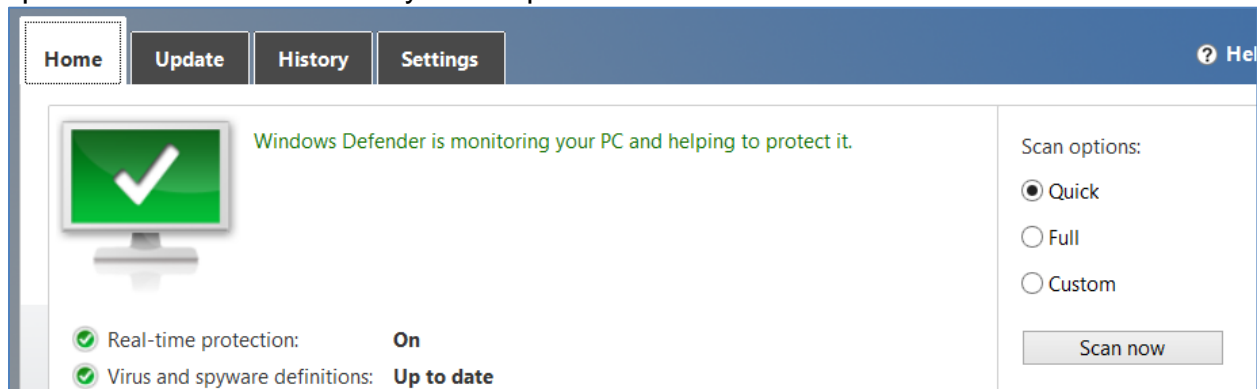 Home Update History Settings Hel
Windows Defender is monitoring your PC and helping to protect it.
Scan options:
Quick
Full
Custom
Scan now
Real-time protection: On
Virus and spyware definitions: Up to date